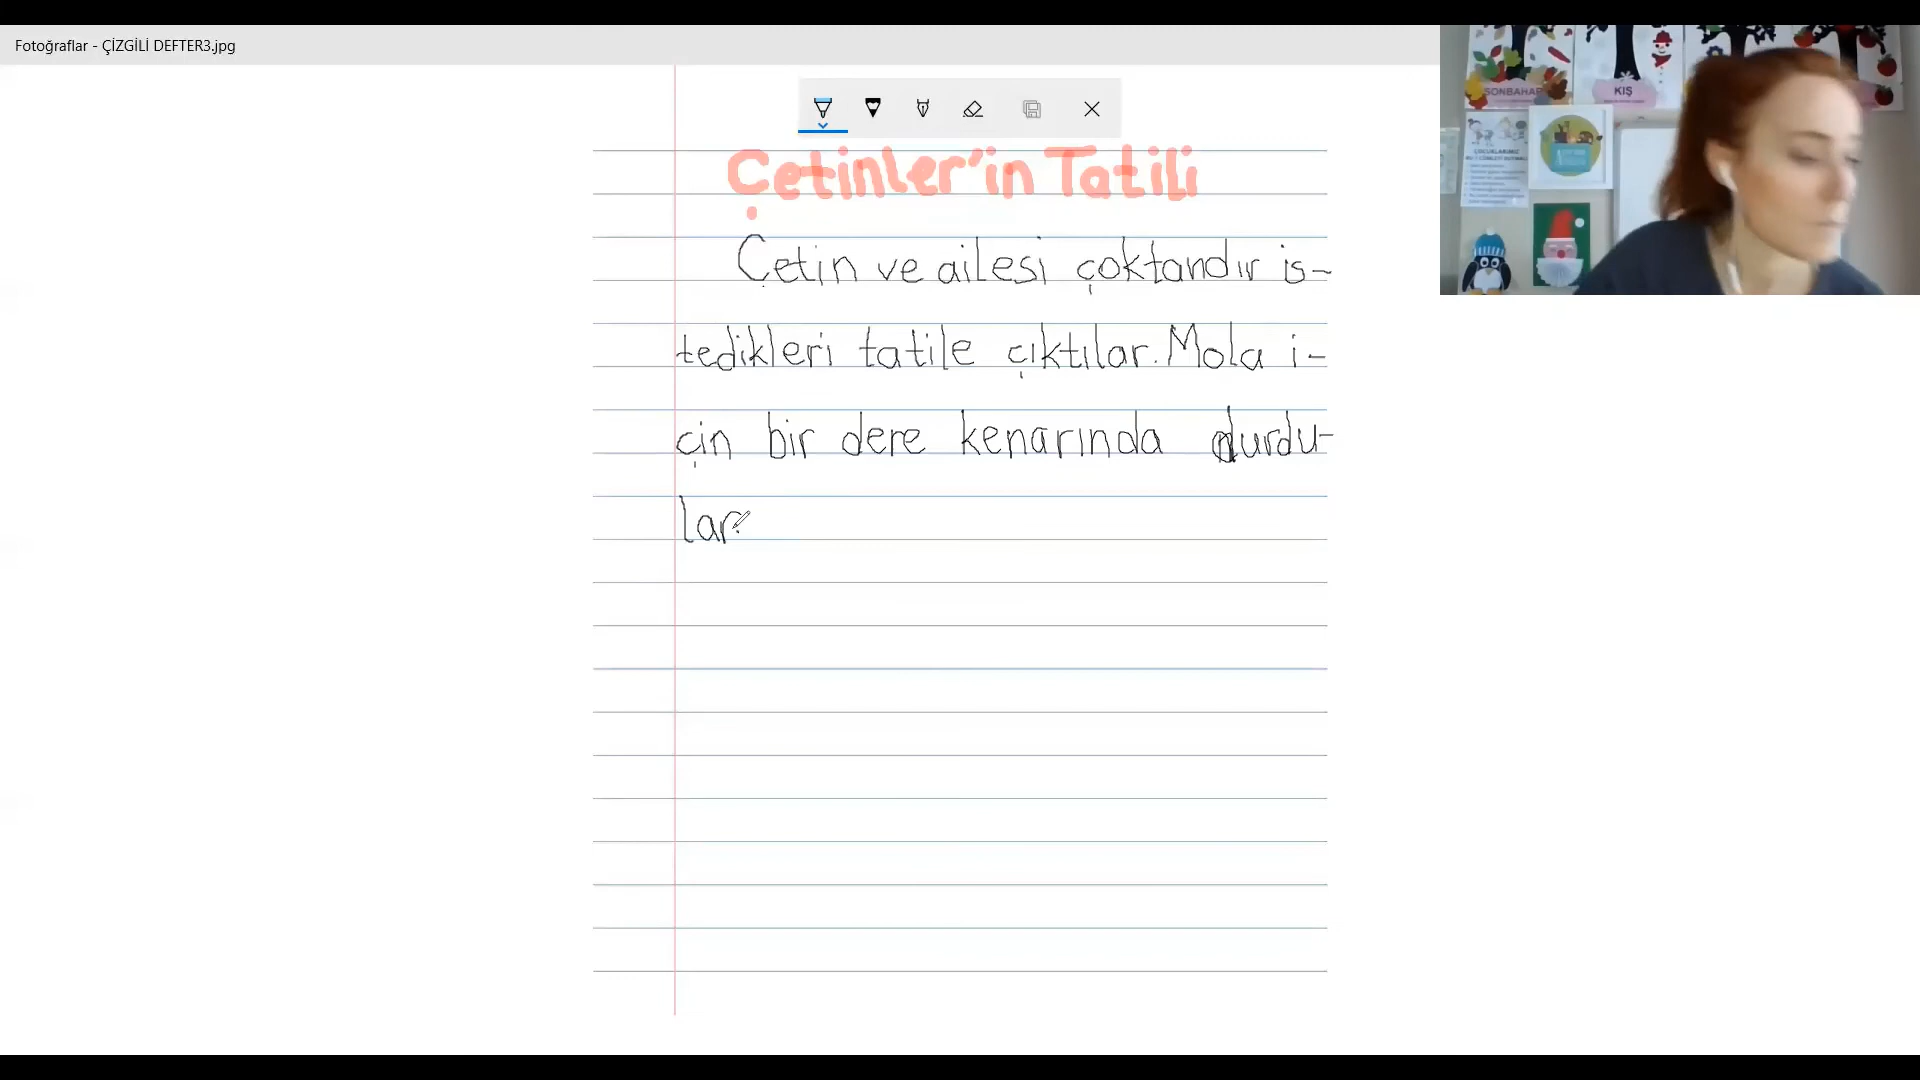 Fotoğraflar - ÇİZGİLİ DEFTER3.jpg
SONBAHAR
KIŞ
ÇOCUKLARIMIZ
Çetinler'in Tatili
Çetin ve ailesi çoktandır is-
tedikleri tatile çıktılar. Mola i-
çin bir dere kenarında durdu-
lar.